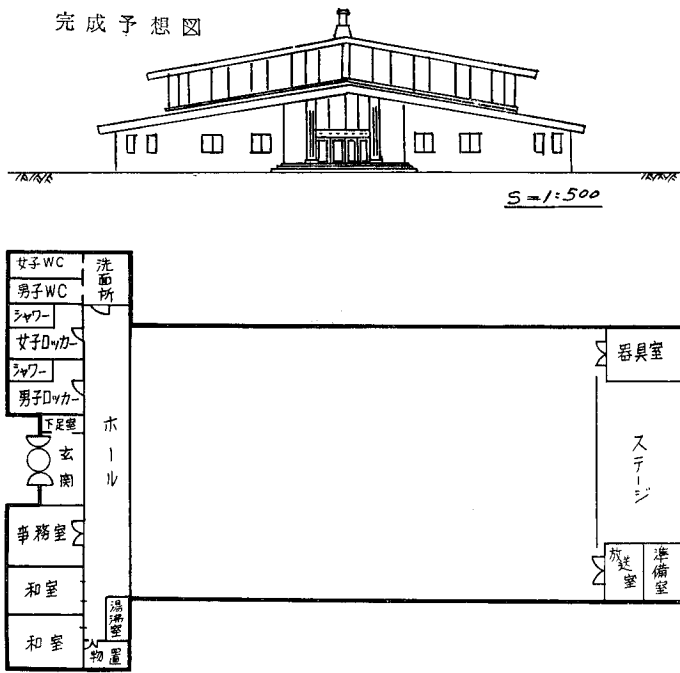 完成予想図
S=1:500
女子WC
洗面所
男子WC
シャワー
女子ロッカー
シャワー
男子ロッカー
下足室
玄関
ホール
事務室
和室
和室
湯沸室
物置
器具室
ステージ
放送室
準備室